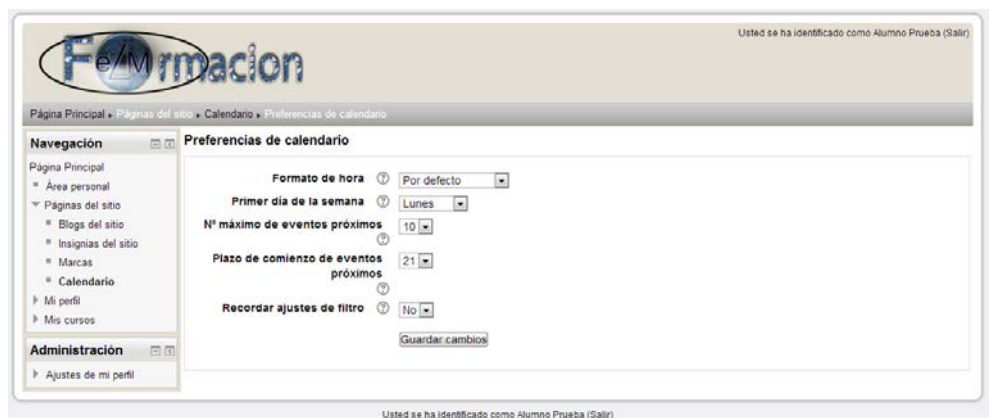 Usted se ha identificado como Alumno Prueba (Salir)
Fe/Mrmacion
Página Principal ▸ Páginas del sitio ▸ Calendario ▸ Preferencias de calendario
Navegación
Página Principal
Área personal
Páginas del sitio
Blogs del sitio
Insignias del sitio
Marcas
Calendario
Mi perfil
Mis cursos
Administración
Ajustes de mi perfil
Preferencias de calendario
Formato de hora Por defecto
Primer día de la semana Lunes
Nº máximo de eventos próximos 10
Plazo de comienzo de eventos 21
próximos
Recordar ajustes de filtro No
Guardar cambios
Usted se ha identificado como Alumno Prueba (Salir)